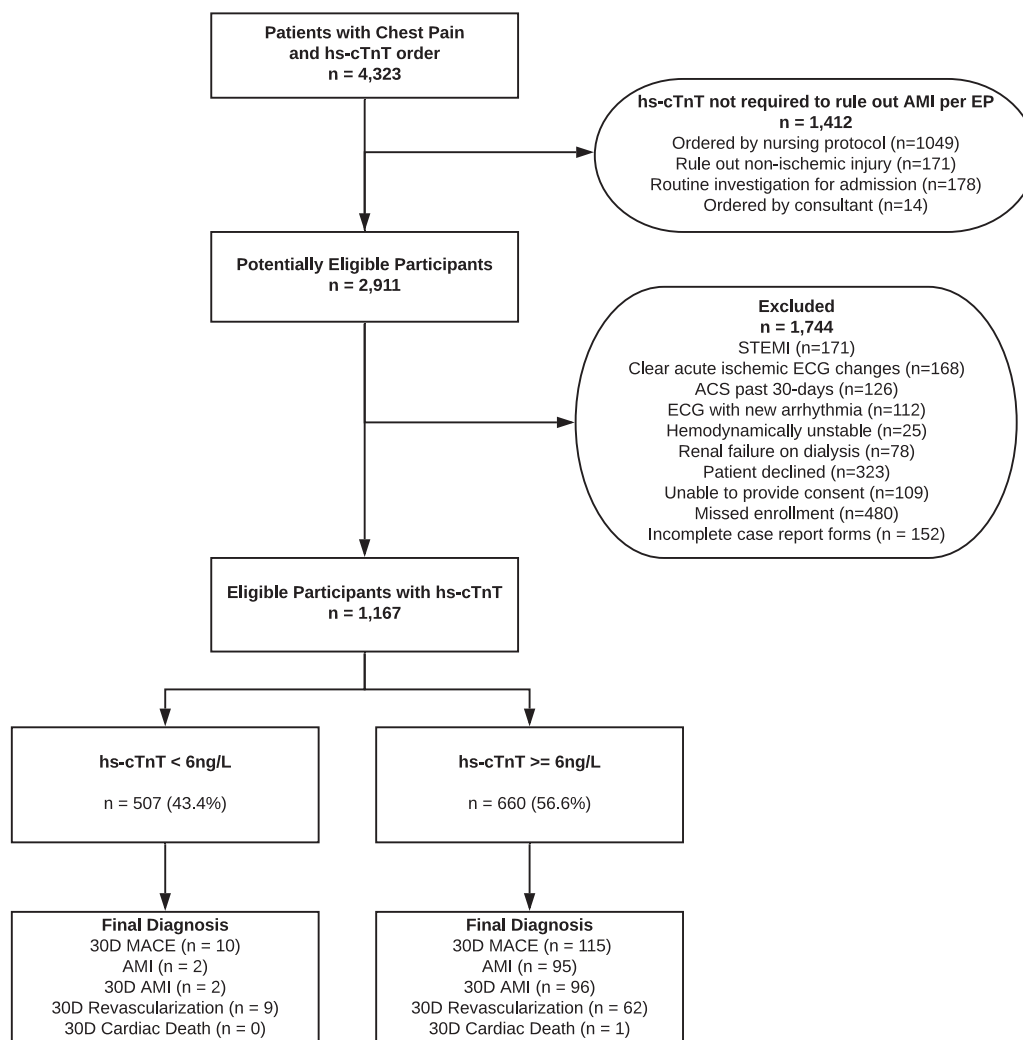 Patients with Chest Pain
and hs-cTnT order
n = 4,323
hs-cTnT not required to rule out AMI per EP
n = 1,412
Ordered by nursing protocol (n=1049)
Rule out non-ischemic injury (n=171)
Routine investigation for admission (n=178)
Ordered by consultant (n=14)
Potentially Eligible Participants
n = 2,911
Excluded
n = 1,744
STEMI (n=171)
Clear acute ischemic ECG changes (n=168)
ACS past 30-days (n=126)
ECG with new arrhythmia (n=112)
Hemodynamically unstable (n=25)
Renal failure on dialysis (n=78)
Patient declined (n=323)
Unable to provide consent (n=109)
Missed enrollment (n=480)
Incomplete case report forms (n = 152)
Eligible Participants with hs-cTnT
n = 1,167
hs-cTnT < 6ng/L
n = 507 (43.4%)
hs-cTnT >= 6ng/L
n = 660 (56.6%)
Final Diagnosis
30D MACE (n = 10)
AMI (n = 2)
30D AMI (n = 2)
30D Revascularization (n = 9)
30D Cardiac Death (n = 0)
Final Diagnosis
30D MACE (n = 115)
AMI (n = 95)
30D AMI (n = 96)
30D Revascularization (n = 62)
30D Cardiac Death (n = 1)